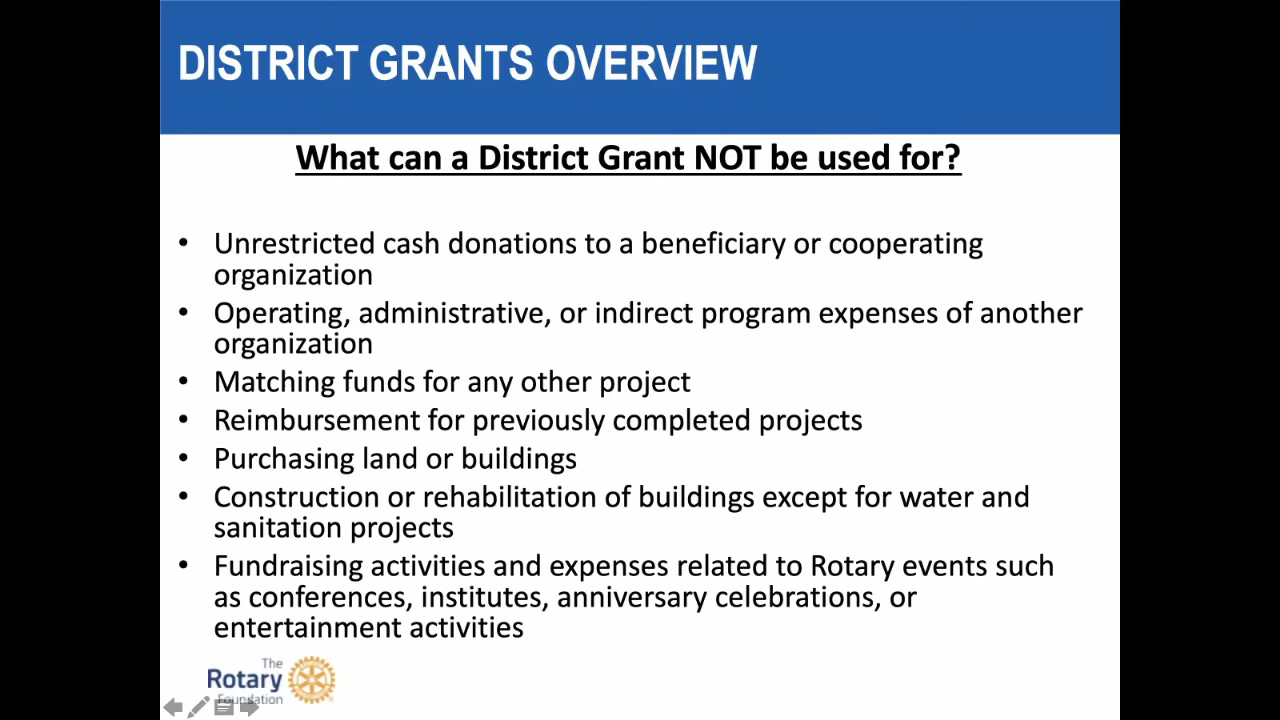 DISTRICT GRANTS OVERVIEW
What can a District Grant NOT be used for?
• Unrestricted cash donations to a beneficiary or cooperating
organization
• Operating, administrative, or indirect program expenses of another
organization
• Matching funds for any other project
• Reimbursement for previously completed projects
• Purchasing land or buildings
• Construction or rehabilitation of buildings except for water and
sanitation projects
• Fundraising activities and expenses related to Rotary events such
as conferences, institutes, anniversary celebrations, or
entertainment activities
The
Rotary
Foundation